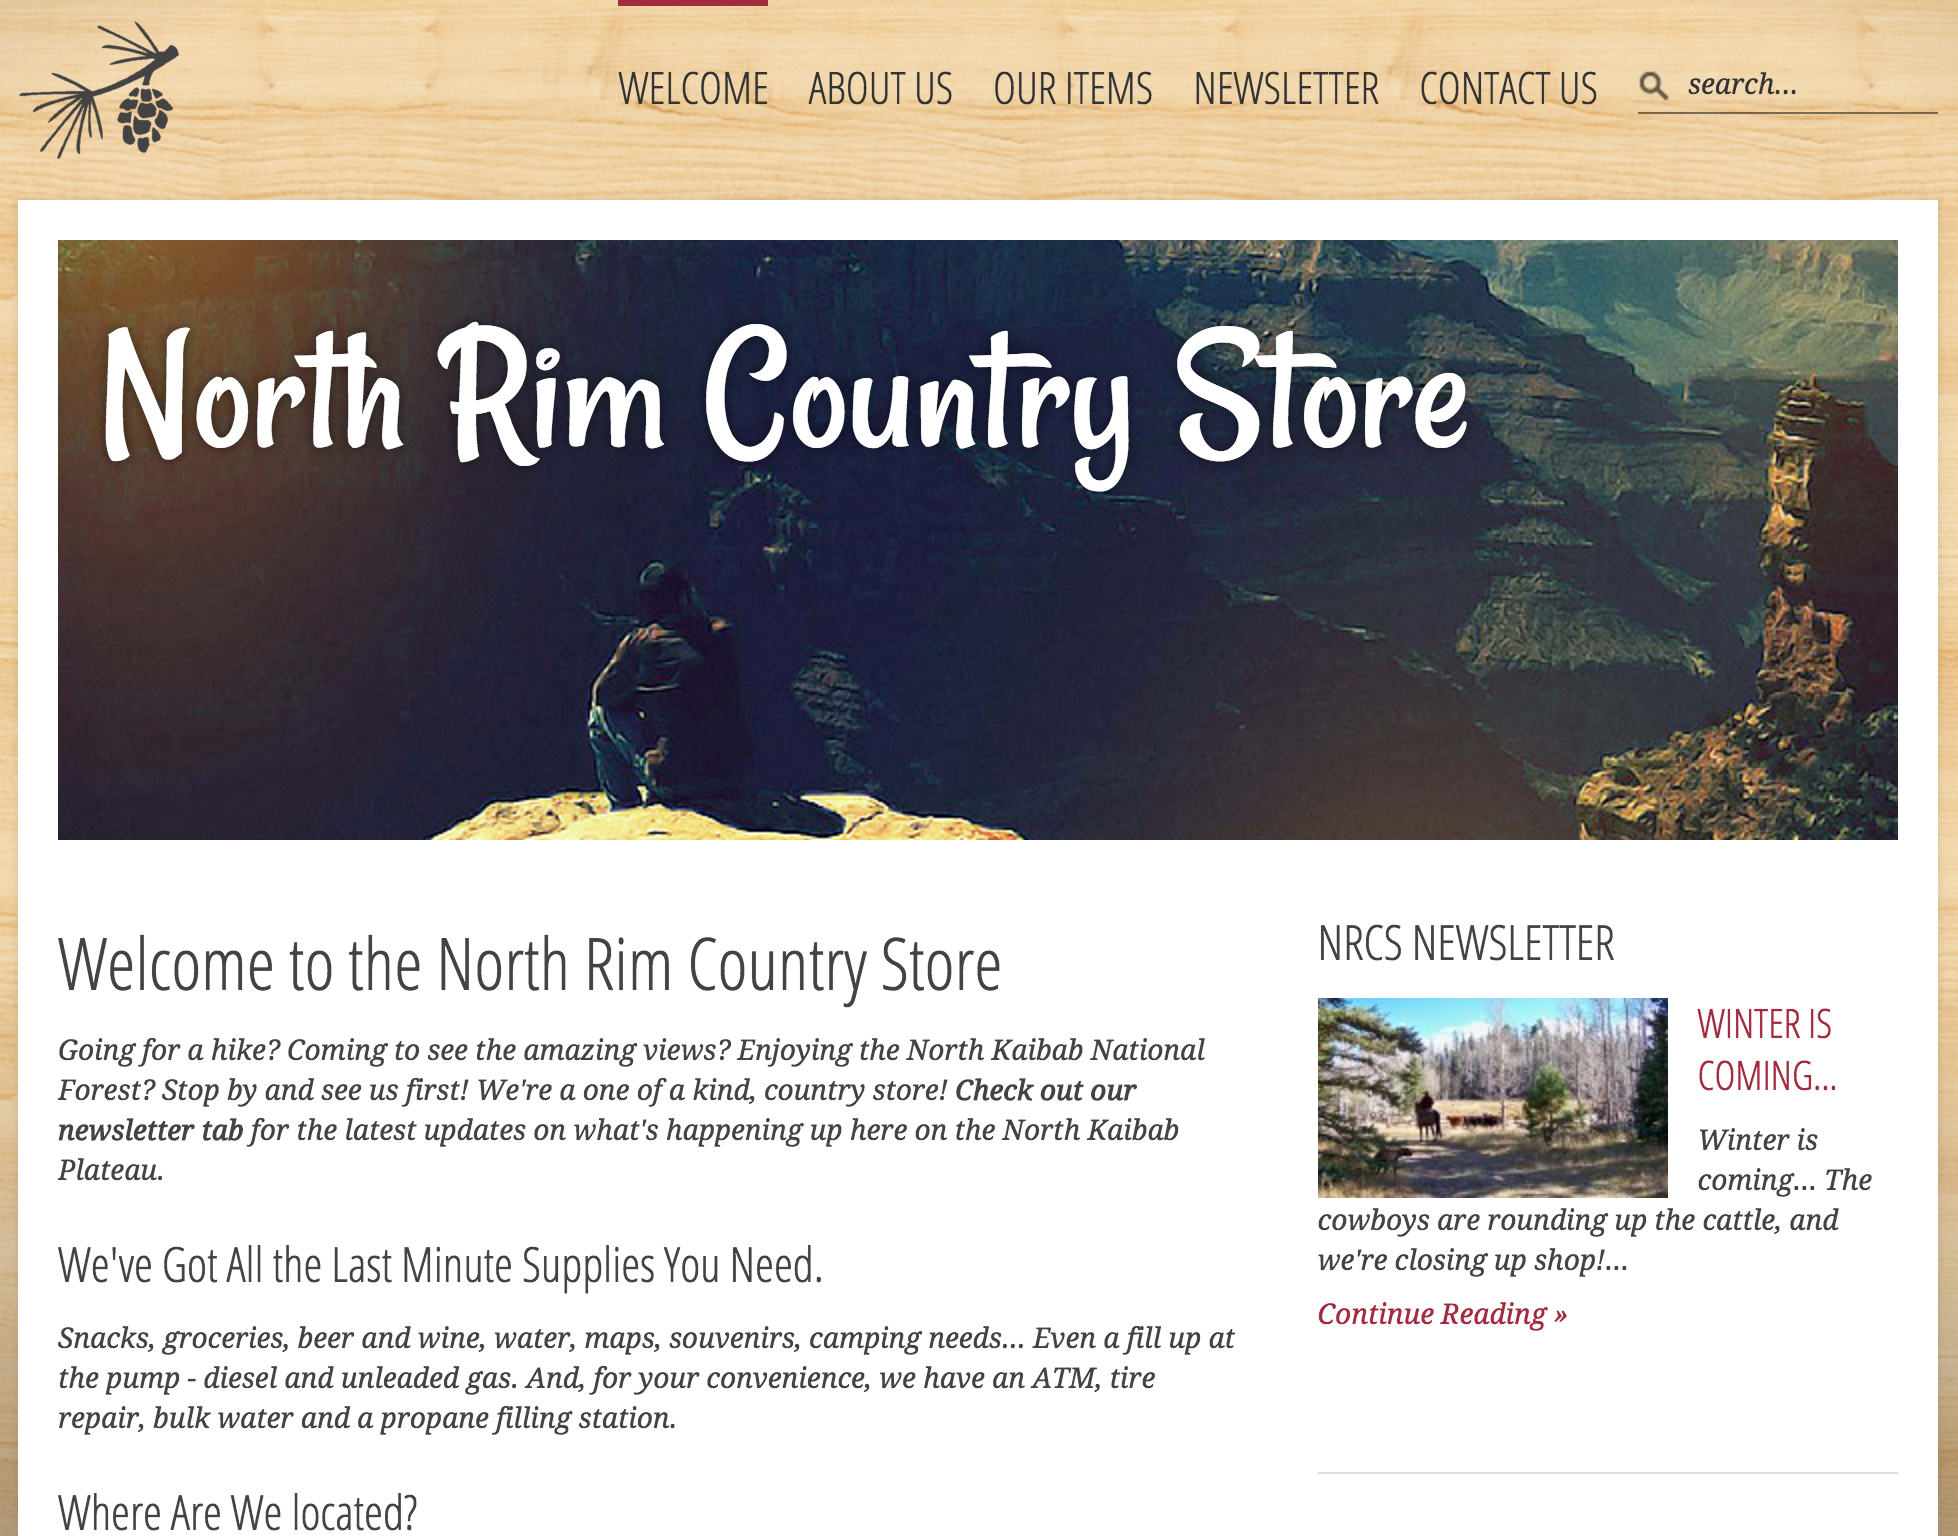 WELCOME ABOUT US OUR ITEMS NEWSLETTER CONTACT US search...
North Rim Country Store
Welcome to the North Rim Country Store
Going for a hike? Coming to see the amazing views? Enjoying the North Kaibab National
Forest? Stop by and see us first! We're a one of a kind, country store! Check out our
newsletter tab for the latest updates on what's happening up here on the North Kaibab
Plateau.
We've Got All the Last Minute Supplies You Need.
Snacks, groceries, beer and wine, water, maps, souvenirs, camping needs... Even a fill up at
the pump - diesel and unleaded gas. And, for your convenience, we have an ATM, tire
repair, bulk water and a propane filling station.
Where Are We located?
NRCS NEWSLETTER
WINTER IS
COMING...
Winter is
coming... The
cowboys are rounding up the cattle, and
we're closing up shop!...
Continue Reading »